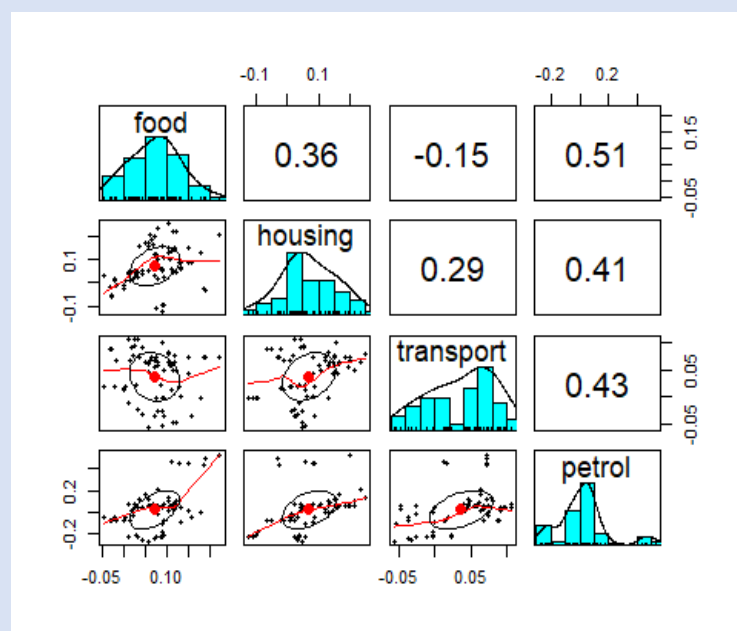 -0.1 0.1 -0.2 0.2
food 0.36 -0.15 0.51 -0.05 0.15
-0.1 0.1 housing 0.29 0.41
transport 0.43 -0.05 0.05
-0.2 0.2 petrol
-0.05 0.10 -0.05 0.05